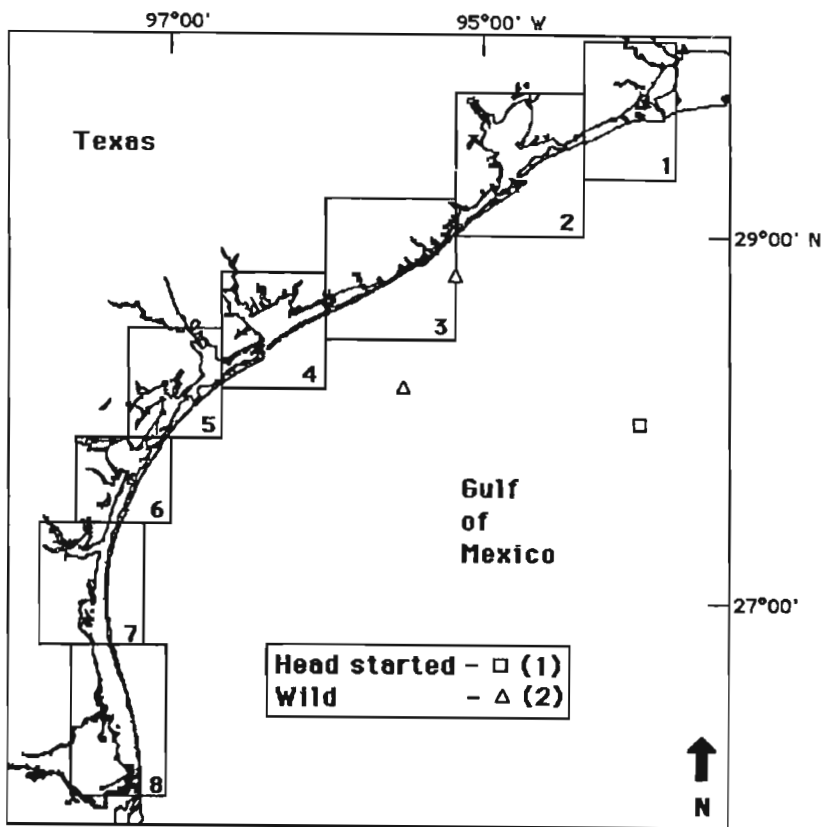 97°00'
95°00' W
Texas
1
2
29°00' N
3
4
5
Gulf
of
Mexico
6
27°00'
7
Head started - □ (1)
Wild - △ (2)
8
N